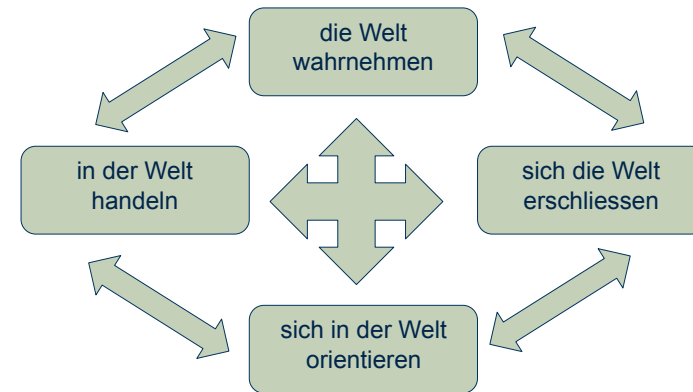 die Welt
wahrnehmen
in der Welt
handeln
sich die Welt
erschliessen
sich in der Welt
orientieren